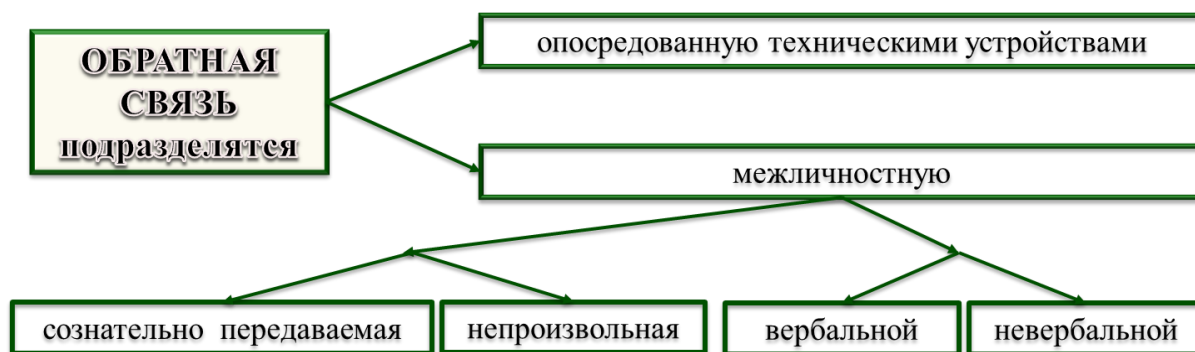 ОБРАТНАЯ
СВЯЗЬ
подразделятся
опосредованную техническими устройствами
межличностную
сознательно передаваемая
непроизвольная
вербальной
невербальной